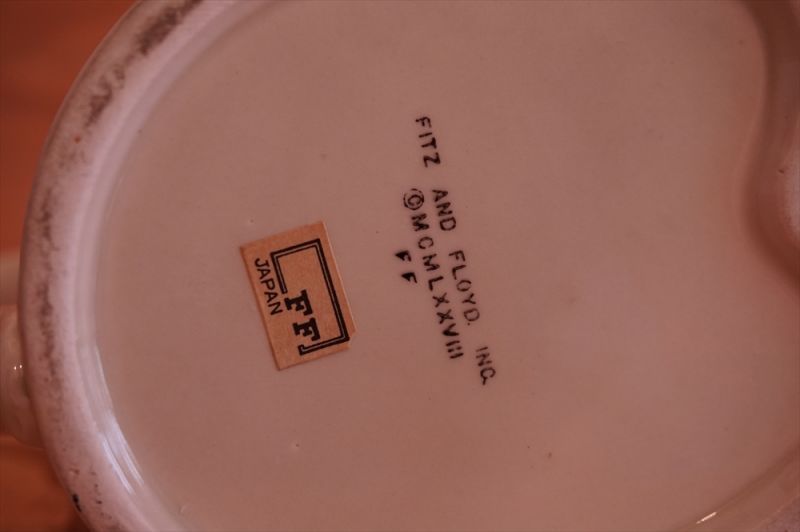 FITZ AND FLOYD. INC.
©MCMLXXVIII
FF
FF
JAPAN